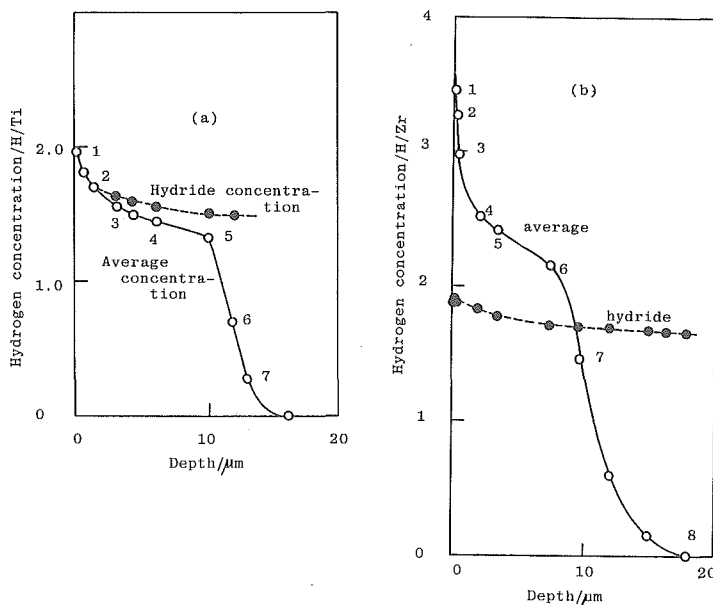 (a)
2.0
1.0
0
0
10
20
Hydrogen concentration/H/Ti
Depth/μm
1
2
3
4
5
6
7
Hydride concentra-
tion
Average concentra-
tion
(b)
4
3
2
1
0
0
10
20
Hydrogen concentration/H/Zr
Depth/μm
1
2
3
4
5
6
7
8
average
hydride